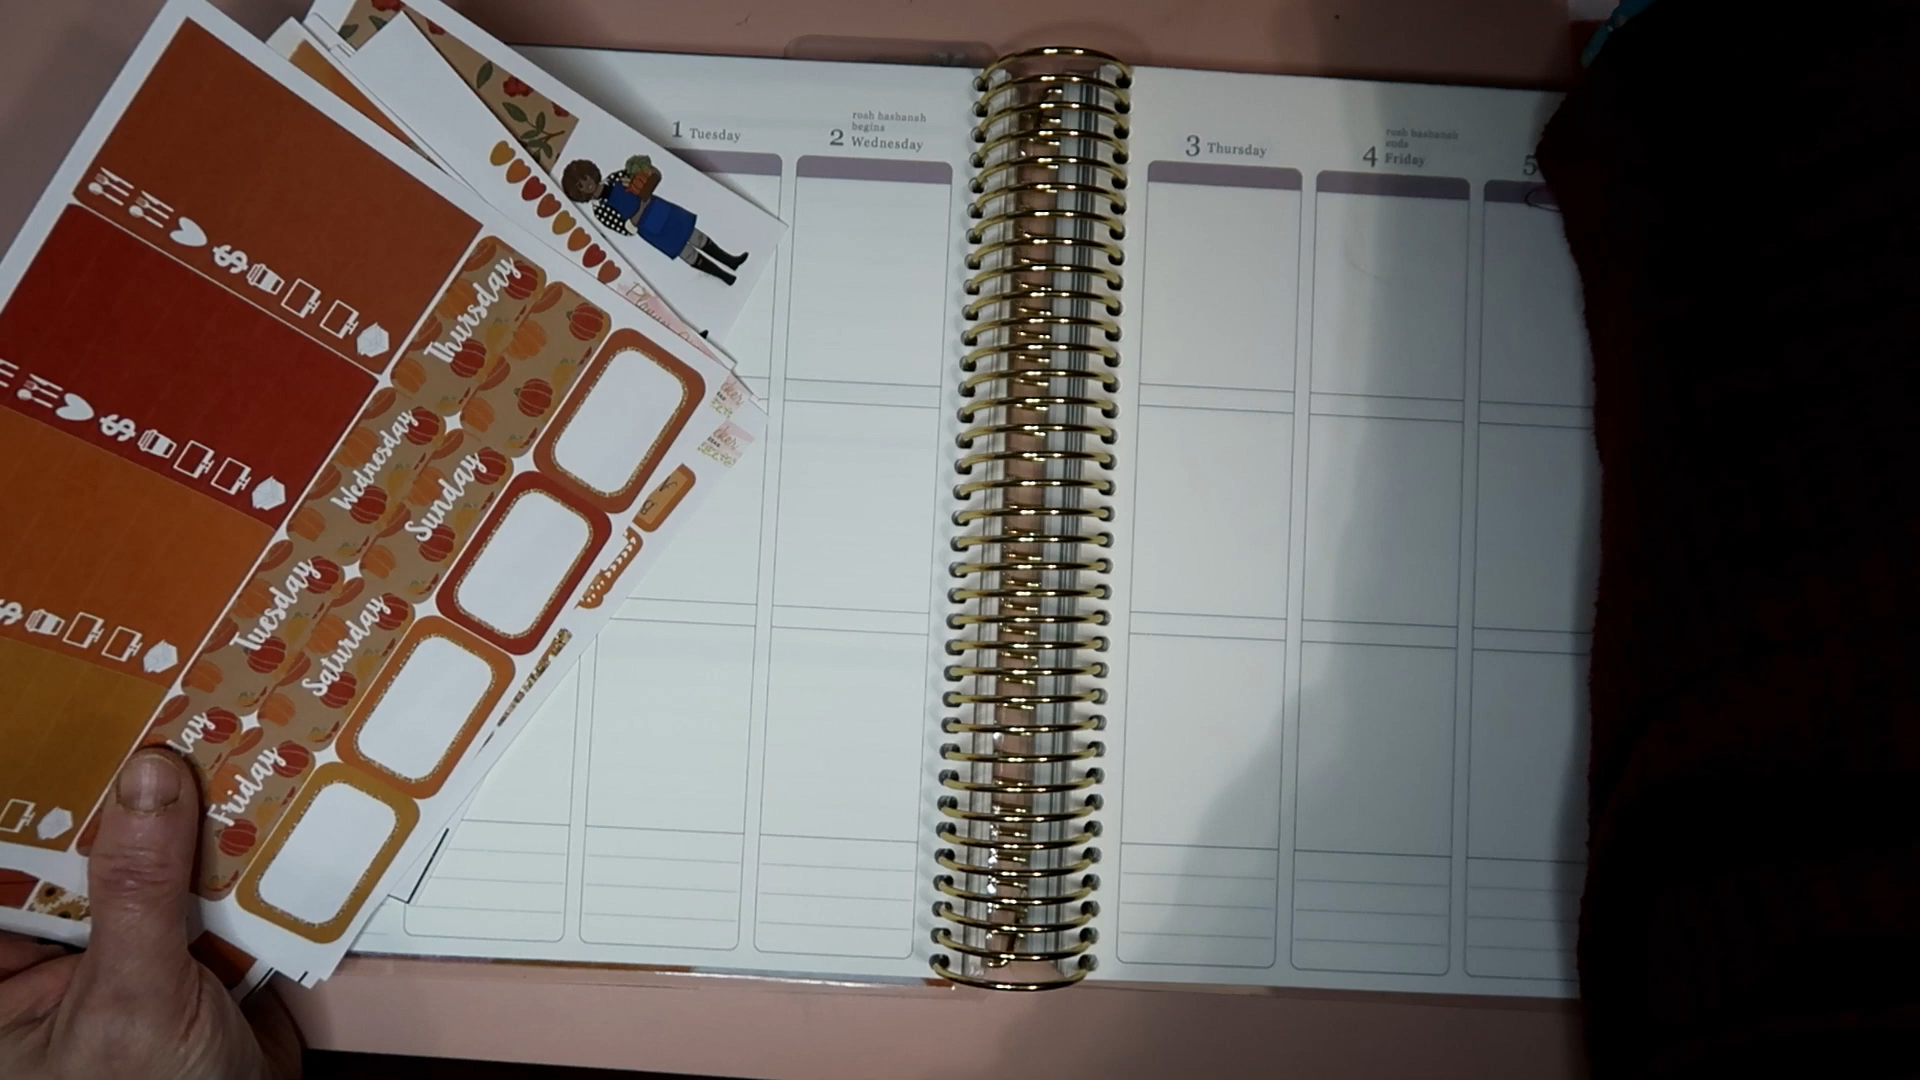 1 Tuesday
rosh hashanah
begins
2 Wednesday
3 Thursday
rosh hashanah
ends
4 Friday
5
Thursday
Wednesday
Sunday
Tuesday
Saturday
Friday